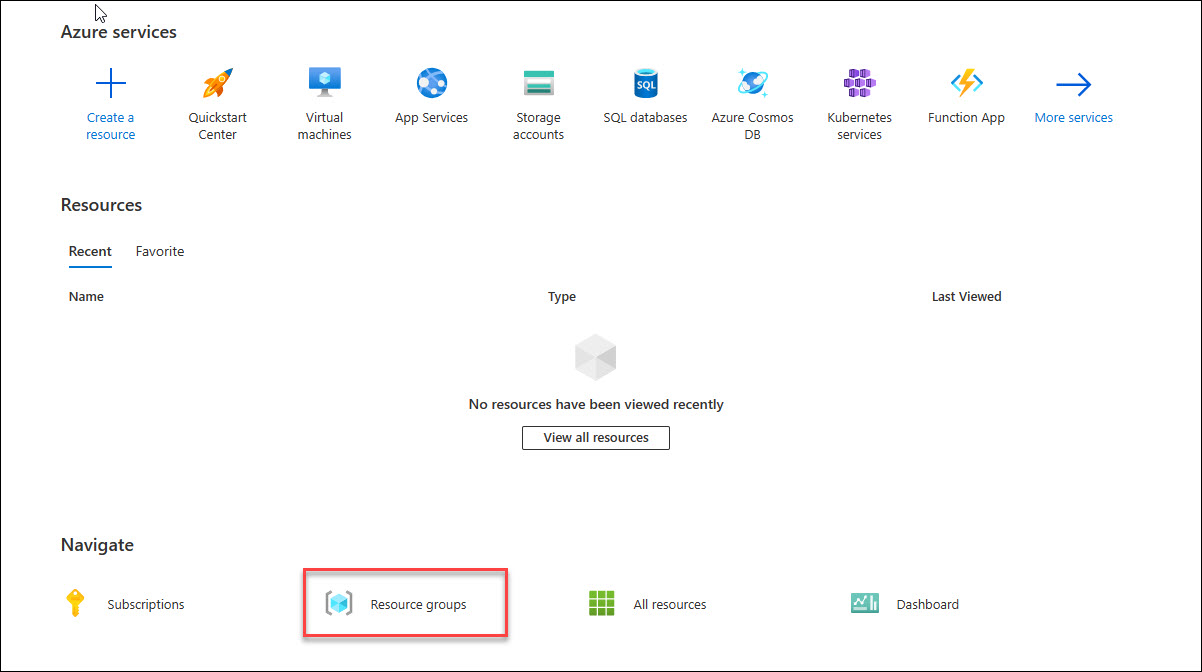 Azure services
Create a
resource
Quickstart
Center
Virtual
machines
App Services
Storage
accounts
SQL
SQL databases
Azure Cosmos
DB
Kubernetes
services
Function App
More services
Resources
Recent Favorite
Name Type Last Viewed
No resources have been viewed recently
View all resources
Navigate
Subscriptions Resource groups All resources Dashboard